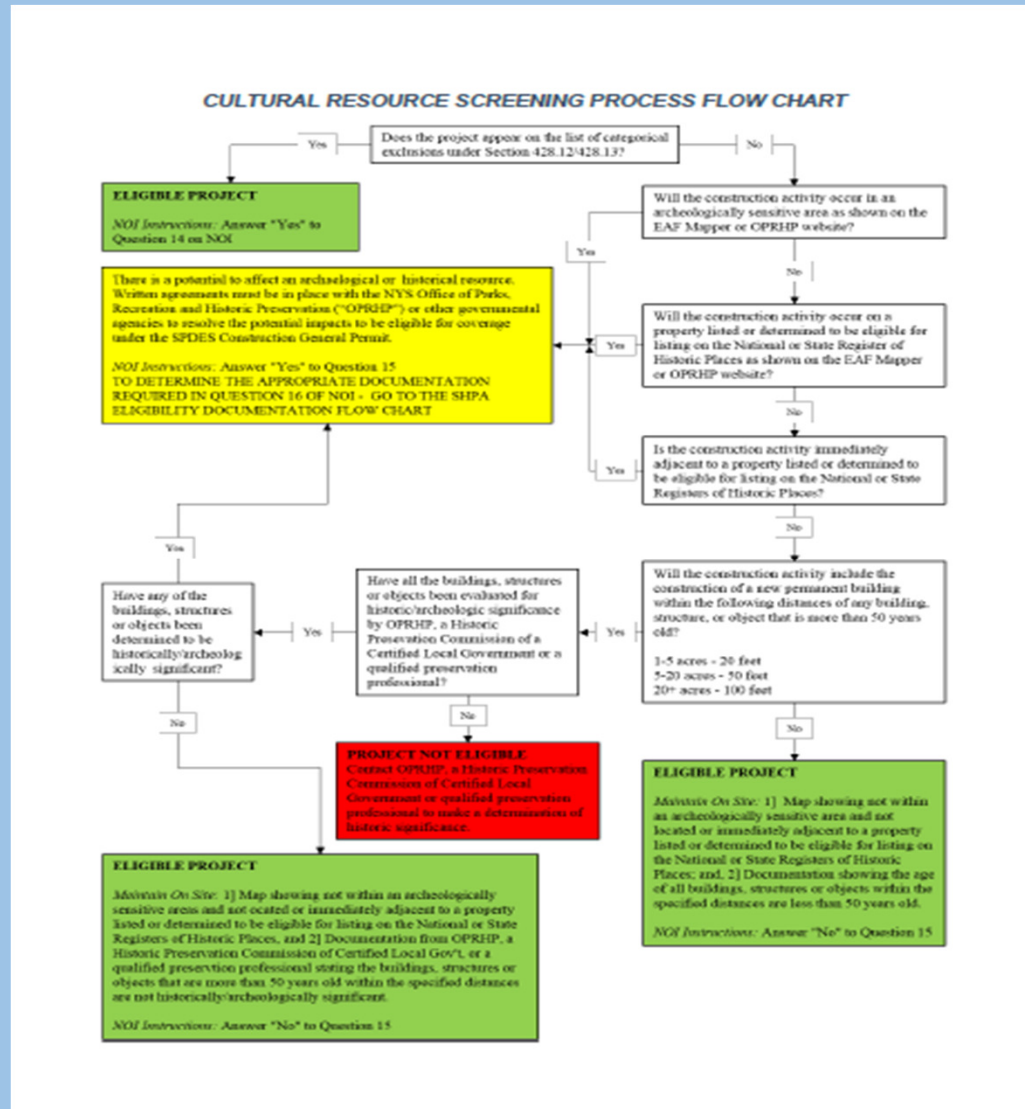 CULTURAL RESOURCE SCREENING PROCESS FLOW CHART
Does the project appear on the list of categorical
exclusions under Section 428.12/428.13?
Yes
No
ELIGIBLE PROJECT
NOI Instructions: Answer "Yes" to
Question 14 on NOI
Will the construction activity occur in an
archeologically sensitive area as shown on the
EAF Mapper or OPRHP website?
Yes
No
There is a potential to affect an archaelogical or historical resource.
Written agreements must be in place with the NYS Office of Parks,
Recreation and Historic Preservation ("OPRHP") or other governmental
agencies to resolve the potential impacts to be eligible for coverage
under the SPDES Construction General Permit.
NOI Instructions: Answer "Yes" to Question 15
TO DETERMINE THE APPROPRIATE DOCUMENTATION
REQUIRED IN QUESTION 16 OF NOI - GO TO THE SHPA
ELIGIBILITY DOCUMENTATION FLOW CHART
Will the construction activity occur on a
property listed or determined to be eligible for
listing on the National or State Register of
Historic Places as shown on the EAF Mapper
or OPRHP website?
Yes
No
Is the construction activity immediately
adjacent to a property listed or determined to
be eligible for listing on the National or State
Registers of Historic Places?
Yes
No
Will the construction activity include the
construction of a new permanent building
within the following distances of any building,
structure, or object that is more than 50 years
old?
1-5 acres - 20 feet
5-20 acres - 50 feet
20+ acres - 100 feet
Yes
No
Have all the buildings, structures
or objects been evaluated for
historic/archeologic significance
by OPRHP, a Historic
Presevation Commission of a
Certified Local Government or a
qualified preservation
professional?
Yes
No
Have any of the
buildings, structures
or objects been
determined to be
historically/archeolog
ically significant?
Yes
No
PROJECT NOT ELIGIBLE
Contact OPRHP, a Historic Preservation
Commission of Certified Local
Government or qualified preservation
professional to make a determination of
historic significance.
ELIGIBLE PROJECT
Maintain On Site: 1] Map showing not within
an archeologically sensitive area and not
located or immediately adjacent to a property
listed or determined to be eligible for listing on
the National or State Registers of Historic
Places; and, 2] Documentation showing the age
of all buildings, structures or objects within the
specified distances are less than 50 years old.
NOI Instructions: Answer "No" to Question 15
ELIGIBLE PROJECT
Maintain On Site: 1] Map showing not within an archeologically
sensitive areas and not ocated or immediately adjacent to a property
listed or determined to be eligible for listing on the National or State
Registers of Historic Places, and 2] Documentation from OPRHP, a
Historic Preservation Commission of Certified Local Gov't, or a
qualified preservtion professional stating the buildings, structures or
objects that are more than 50 years old within the specified distances
are not historically/archeologically significant.
NOI Instructions: Answer "No" to Question 15